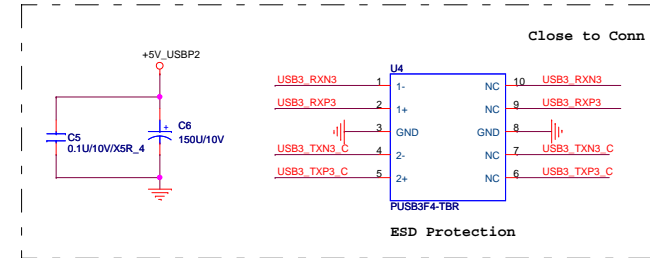 Close to Conn
+5V_USBP2
C5
0.1U/10V/X5R_4
+
C6
150U/10V
U4
USB3_RXN3 1 1- NC 10 USB3_RXN3
USB3_RXP3 2 1+ NC 9 USB3_RXP3
3 GND GND 8
USB3_TXN3_C 4 2- NC 7 USB3_TXN3_C
USB3_TXP3_C 5 2+ NC 6 USB3_TXP3_C
PUSB3F4-TBR
ESD Protection